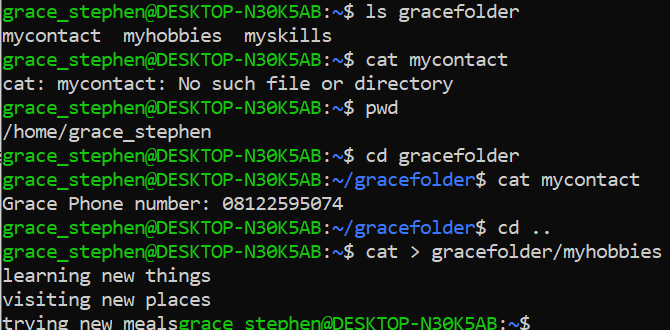 grace_stephen@DESKTOP-N30K5AB:~$ ls gracefolder
mycontact  myhobbies  myskills
grace_stephen@DESKTOP-N30K5AB:~$ cat mycontact
cat: mycontact: No such file or directory
grace_stephen@DESKTOP-N30K5AB:~$ pwd
/home/grace_stephen
grace_stephen@DESKTOP-N30K5AB:~$ cd gracefolder
grace_stephen@DESKTOP-N30K5AB:~/gracefolder$ cat mycontact
Grace Phone number: 08122595074
grace_stephen@DESKTOP-N30K5AB:~/gracefolder$ cd ..
grace_stephen@DESKTOP-N30K5AB:~$ cat > gracefolder/myhobbies
learning new things
visiting new places
trying new mealsgrace_stephen@DESKTOP-N30K5AB:~$